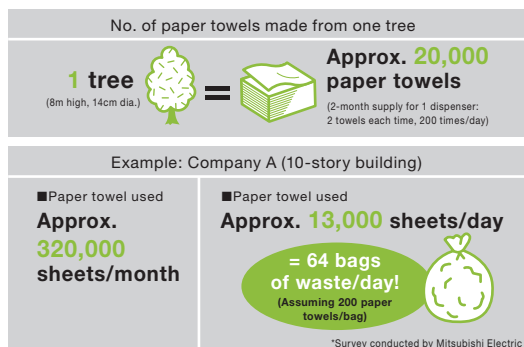 No. of paper towels made from one tree
1 tree
(8m high, 14cm dia.)
=
Approx. 20,000
paper towels
(2-month supply for 1 dispenser:
2 towels each time, 200 times/day)
Example: Company A (10-story building)
■Paper towel used
Approx.
320,000
sheets/month
■Paper towel used
Approx. 13,000 sheets/day
= 64 bags
of waste/day!
(Assuming 200 paper
towels/bag)
*Survey conducted by Mitsubishi Electric